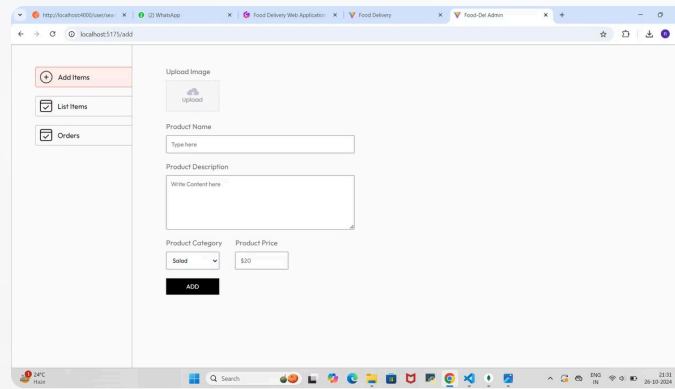 http://localhost:4000/user/sea
(2) WhatsApp
Food Delivery Web Application
Food Delivery
Food-Del Admin
localhost:5175/add
Add Items
List Items
Orders
Upload Image
Upload
Product Name
Type here
Product Description
Write Content here
Product Category Product Price
Salad $20
ADD
24°C
Haze
Search
ENG
IN
21:31
26-10-2024